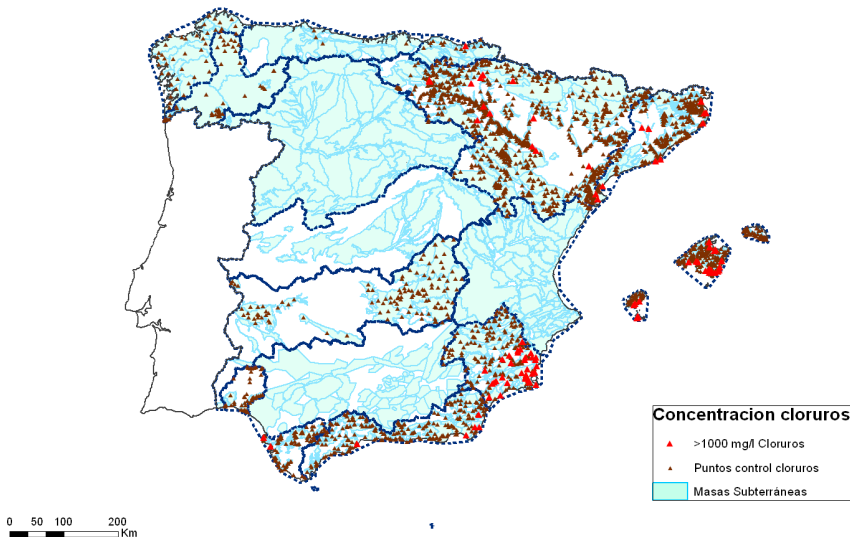 Concentracion cloruros
>1000 mg/l Cloruros
Puntos control cloruros
Masas Subterráneas
0 50 100 200
Km